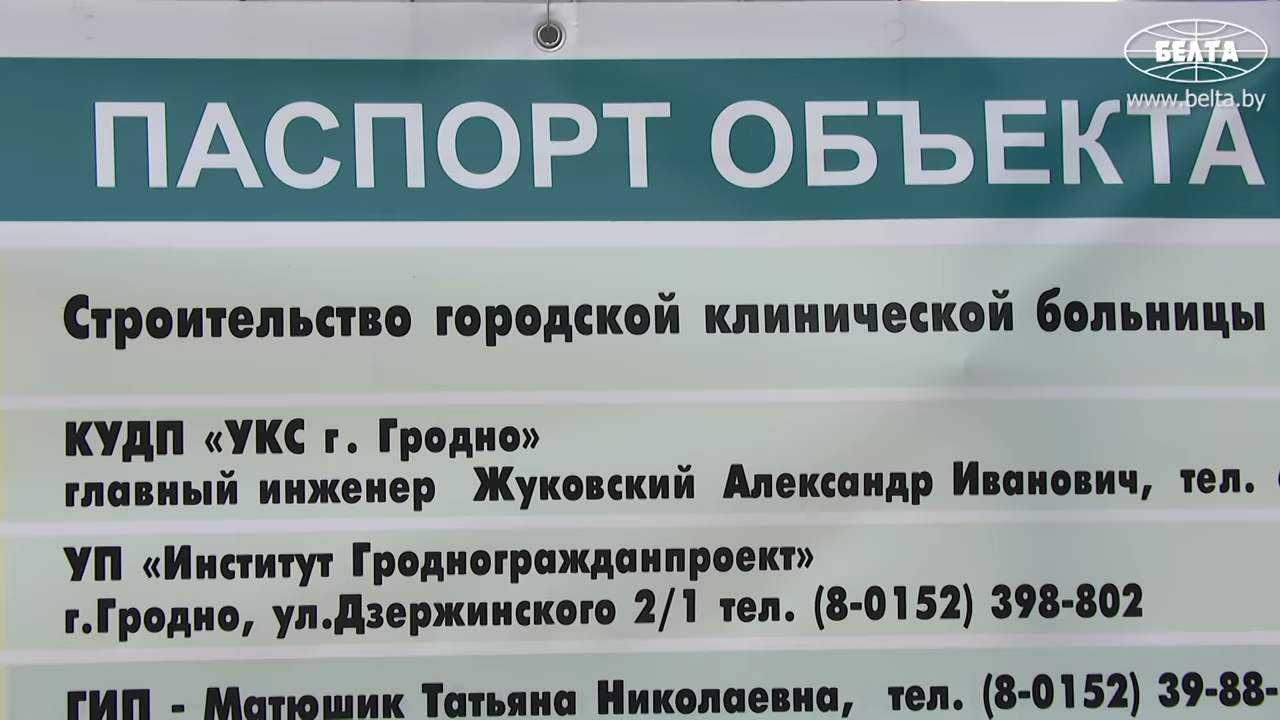 БЕЛТА
www.belta.by
ПАСПОРТ ОБЪЕКТА
Строительство городской клинической больницы
КУДП «УКС г. Гродно»
главный инженер Жуковский Александр Иванович, тел.
УП «Институт Гродногражданпроект»
г.Гродно, ул.Дзержинского 2/1 тел. (8-0152) 398-802
ГИП - Матюшик Татьяна Николаевна, тел. (8-0152) 39-88-